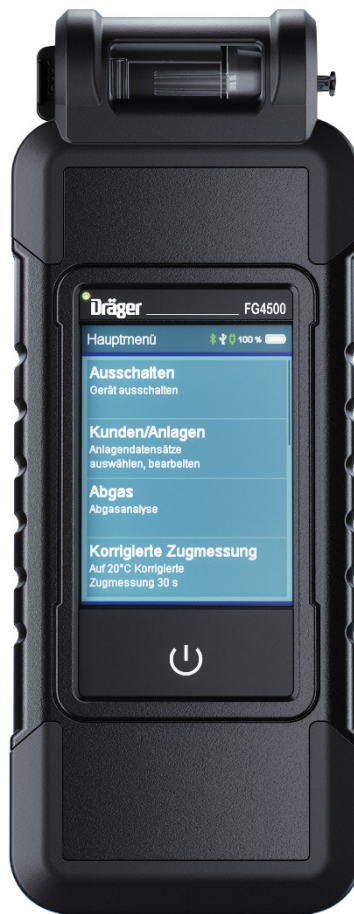 Dräger FG4500
Hauptmenü 100 %
Ausschalten
Gerät ausschalten
Kunden/Anlagen
Anlagendatensätze
auswählen, bearbeiten
Abgas
Abgasanalyse
Korrigierte Zugmessung
Auf 20°C Korrigierte
Zugmessung 30 s